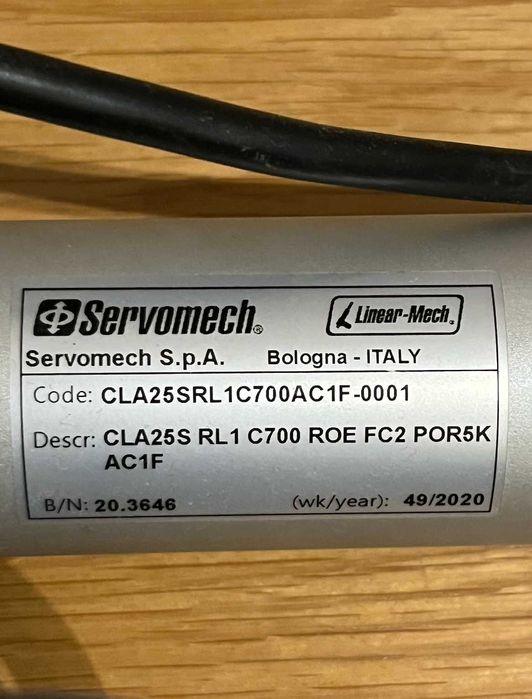 Servomech®
Linear-Mech®
Servomech S.p.A. Bologna - ITALY
Code: CLA25SRL1C700AC1F-0001
Descr: CLA25S RL1 C700 ROE FC2 POR5K
AC1F
B/N: 20.3646 (wk/year): 49/2020